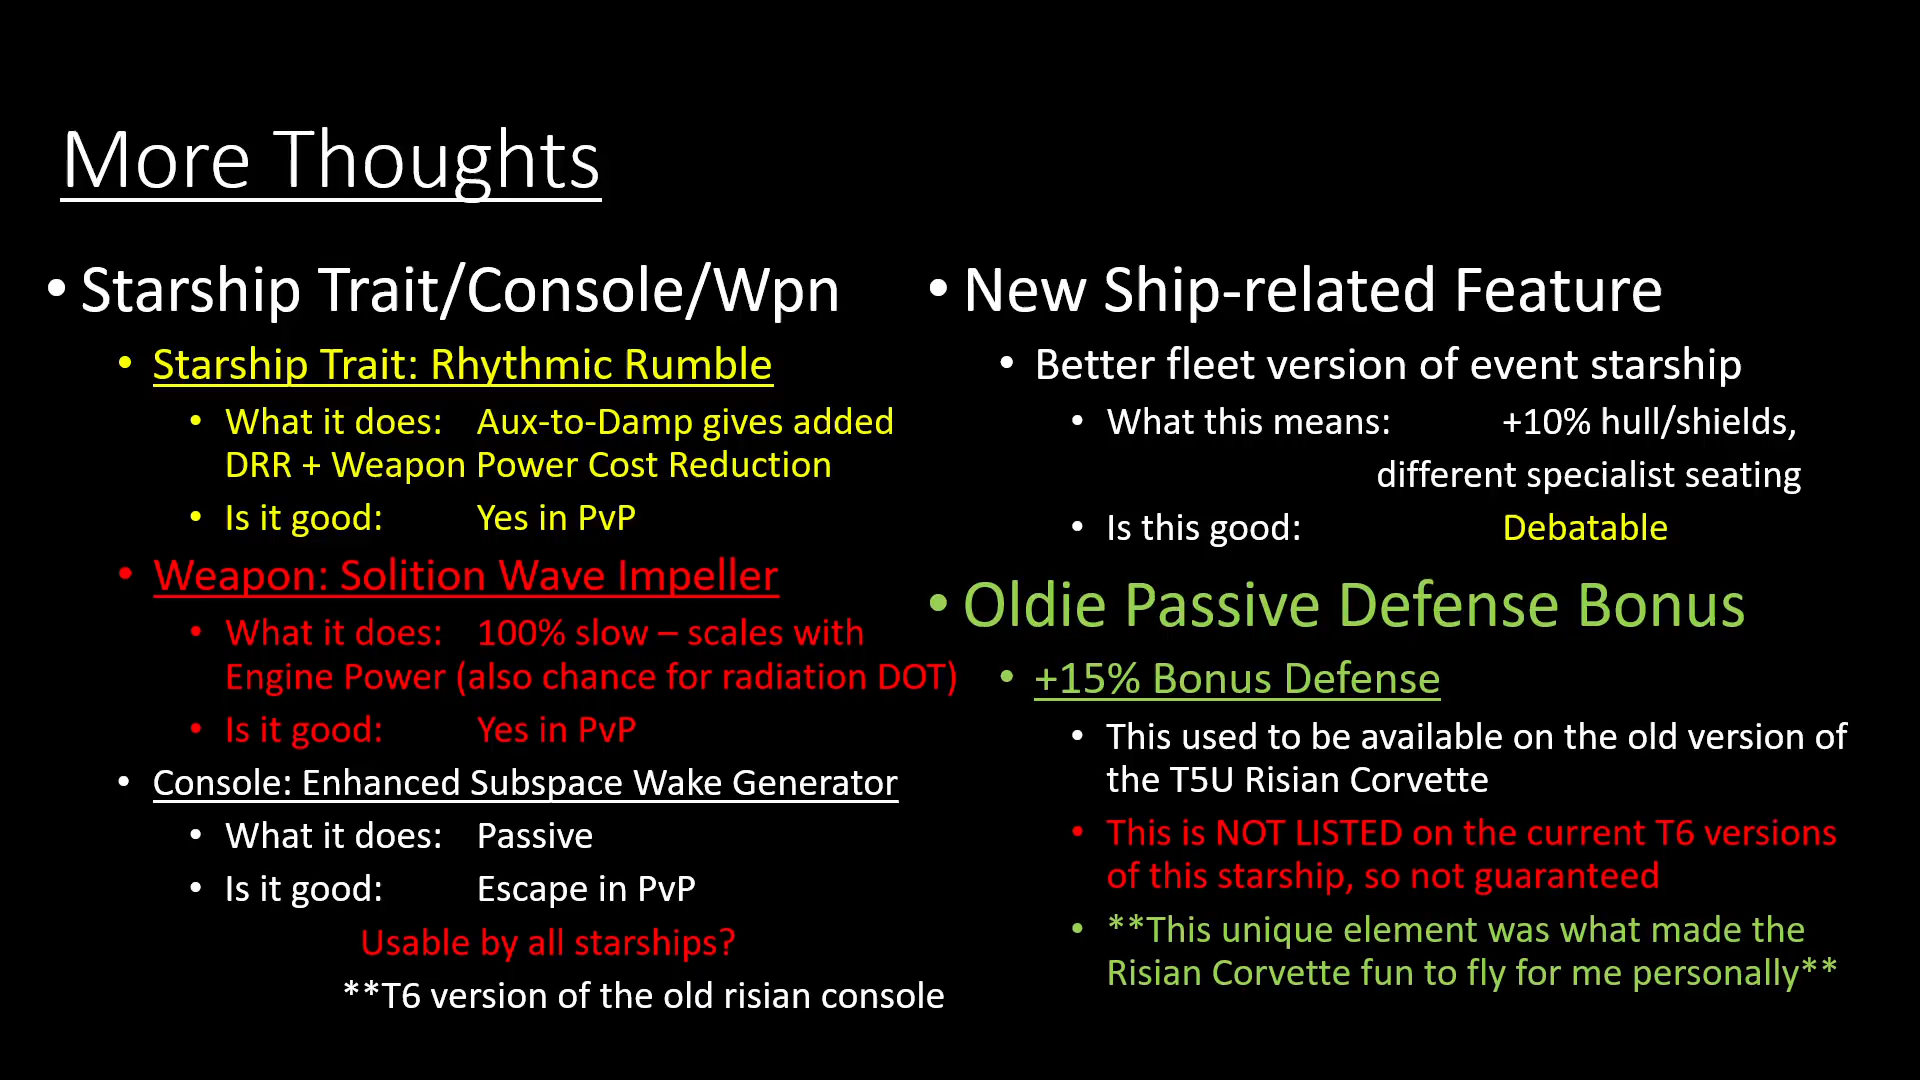 More Thoughts
• Starship Trait/Console/Wpn
• Starship Trait: Rhythmic Rumble
• What it does: Aux-to-Damp gives added
DRR + Weapon Power Cost Reduction
• Is it good: Yes in PvP
• Weapon: Solition Wave Impeller
• What it does: 100% slow – scales with
Engine Power (also chance for radiation DOT)
• Is it good: Yes in PvP
• Console: Enhanced Subspace Wake Generator
• What it does: Passive
• Is it good: Escape in PvP
Usable by all starships?
**T6 version of the old risian console
• New Ship-related Feature
• Better fleet version of event starship
• What this means: +10% hull/shields,
different specialist seating
• Is this good: Debatable
• Oldie Passive Defense Bonus
• +15% Bonus Defense
• This used to be available on the old version of
the T5U Risian Corvette
• This is NOT LISTED on the current T6 versions
of this starship, so not guaranteed
• **This unique element was what made the
Risian Corvette fun to fly for me personally**